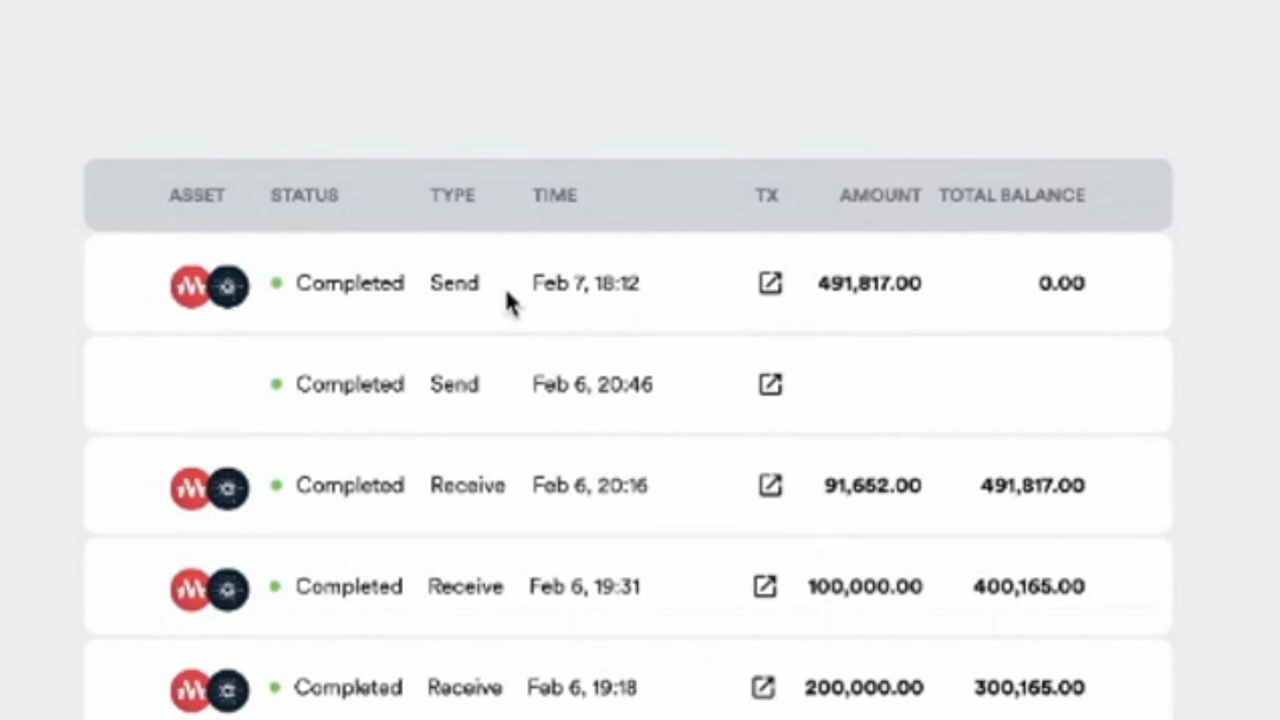 ASSET STATUS TYPE TIME TX AMOUNT TOTAL BALANCE
Completed Send Feb 7, 18:12 491,817.00 0.00
Completed Send Feb 6, 20:46
Completed Receive Feb 6, 20:16 91,652.00 491,817.00
Completed Receive Feb 6, 19:31 100,000.00 400,165.00
Completed Receive Feb 6, 19:18 200,000.00 300,165.00